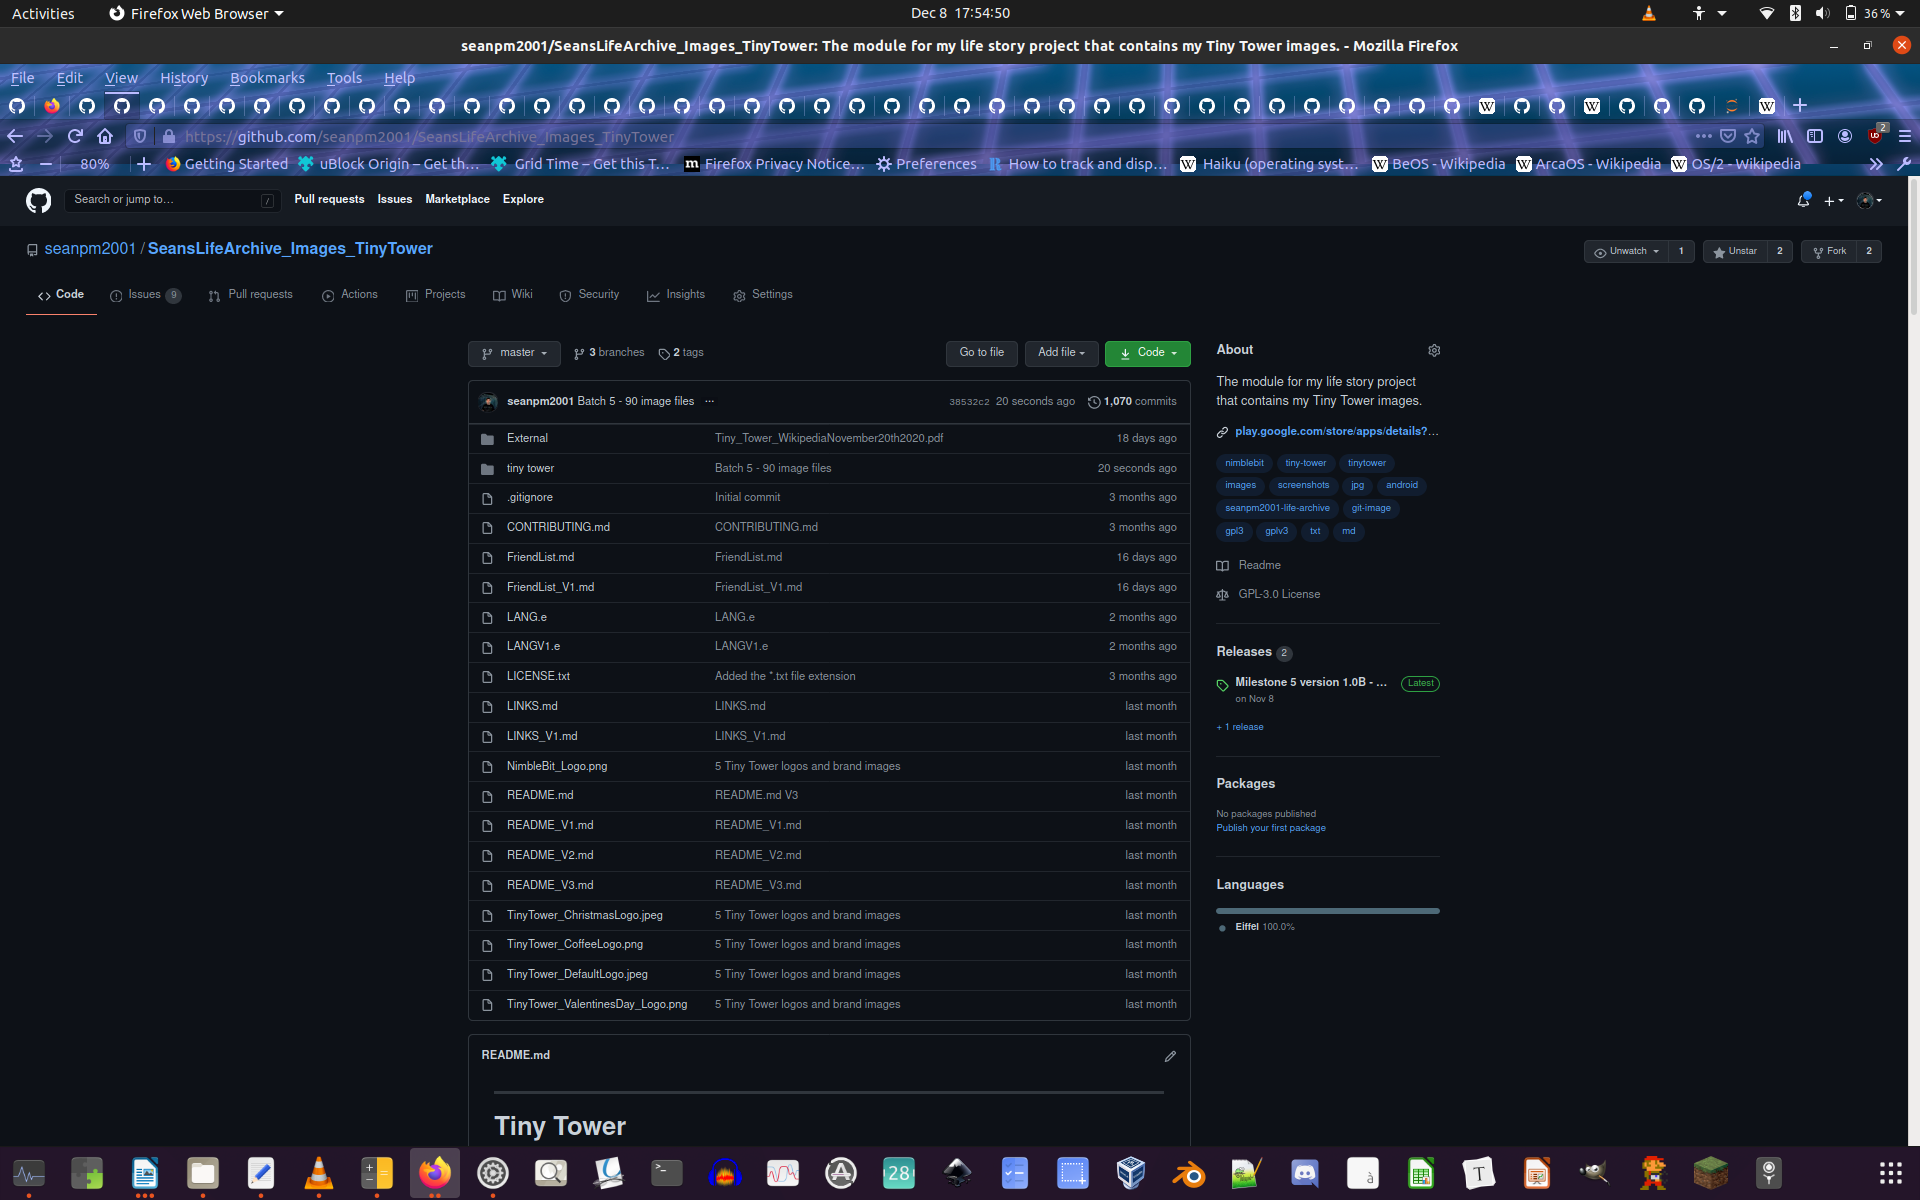 Activities Firefox Web Browser Dec 8 17:54:50 36 %
seanpm2001/SeansLifeArchive_Images_TinyTower: The module for my life story project that contains my Tiny Tower images. - Mozilla Firefox
File Edit View History Bookmarks Tools Help
https://github.com/seanpm2001/SeansLifeArchive_Images_TinyTower 2
80% Getting Started uBlock Origin – Get th… Grid Time – Get this T… Firefox Privacy Notice… Preferences How to track and disp… Haiku (operating syst… BeOS - Wikipedia ArcaOS - Wikipedia OS/2 - Wikipedia
Search or jump to… / Pull requests Issues Marketplace Explore
seanpm2001 / SeansLifeArchive_Images_TinyTower Unwatch 1 Unstar 2 Fork 2
Code Issues 9 Pull requests Actions Projects Wiki Security Insights Settings
master 3 branches 2 tags Go to file Add file Code
seanpm2001 Batch 5 - 90 image files ... 38532c2 20 seconds ago 1,070 commits
External Tiny_Tower_WikipediaNovember20th2020.pdf 18 days ago
tiny tower Batch 5 - 90 image files 20 seconds ago
.gitignore Initial commit 3 months ago
CONTRIBUTING.md CONTRIBUTING.md 3 months ago
FriendList.md FriendList.md 16 days ago
FriendList_V1.md FriendList_V1.md 16 days ago
LANG.e LANG.e 2 months ago
LANGV1.e LANGV1.e 2 months ago
LICENSE.txt Added the *.txt file extension 3 months ago
LINKS.md LINKS.md last month
LINKS_V1.md LINKS_V1.md last month
NimbleBit_Logo.png 5 Tiny Tower logos and brand images last month
README.md README.md V3 last month
README_V1.md README_V1.md last month
README_V2.md README_V2.md last month
README_V3.md README_V3.md last month
TinyTower_ChristmasLogo.jpeg 5 Tiny Tower logos and brand images last month
TinyTower_CoffeeLogo.png 5 Tiny Tower logos and brand images last month
TinyTower_DefaultLogo.jpeg 5 Tiny Tower logos and brand images last month
TinyTower_ValentinesDay_Logo.png 5 Tiny Tower logos and brand images last month
README.md
Tiny Tower
About
The module for my life story project
that contains my Tiny Tower images.
play.google.com/store/apps/details?…
nimblebit tiny-tower tinytower
images screenshots jpg android
seanpm2001-life-archive git-image
gpl3 gplv3 txt md
Readme
GPL-3.0 License
Releases 2
Milestone 5 version 1.0B - … Latest
on Nov 8
+ 1 release
Packages
No packages published
Publish your first package
Languages
Eiffel 100.0%
28